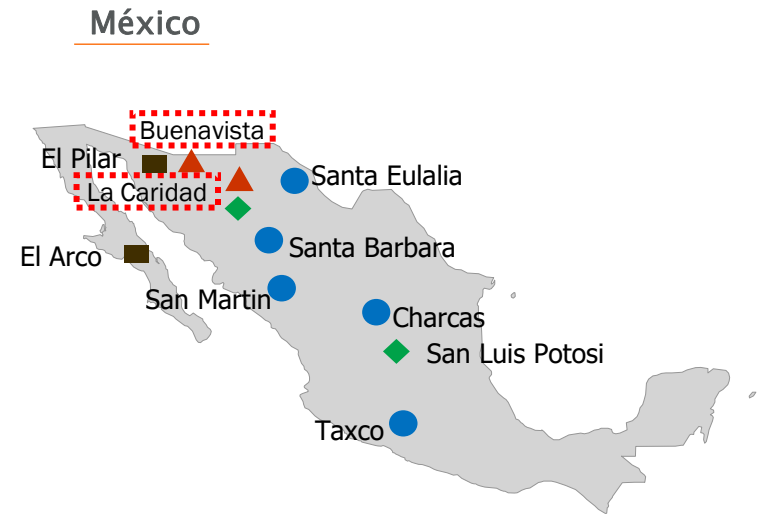 México
Buenavista
El Pilar
Santa Eulalia
La Caridad
Santa Barbara
El Arco
San Martin
Charcas
San Luis Potosi
Taxco